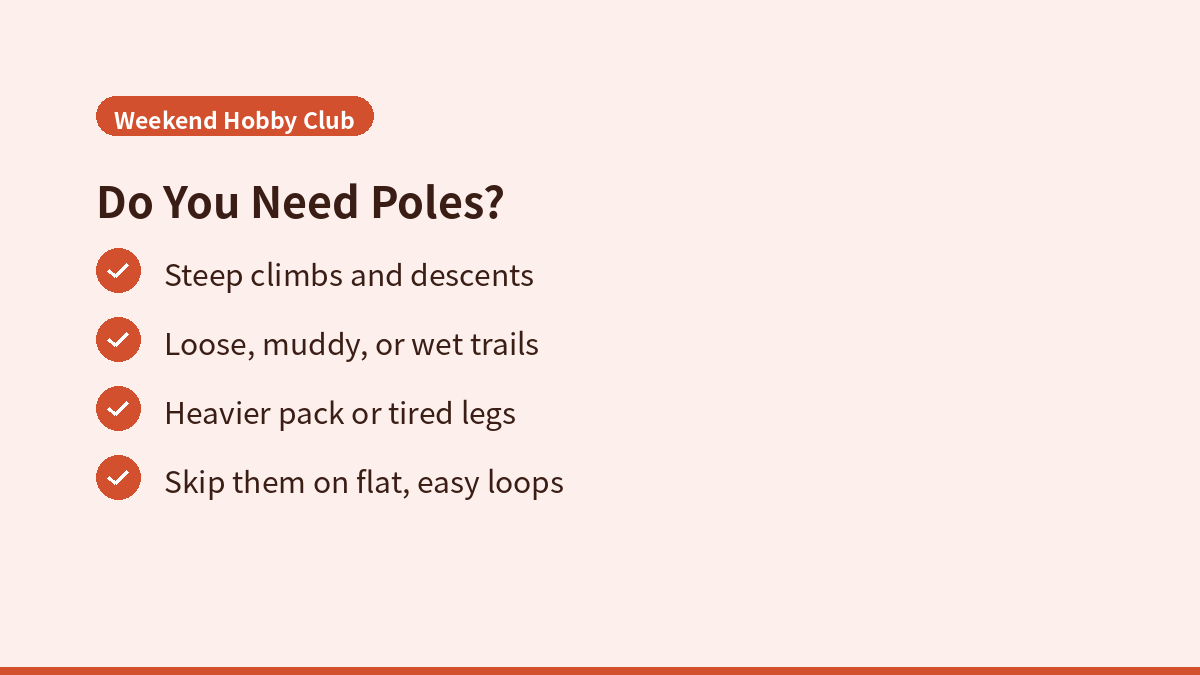 Weekend Hobby Club
Do You Need Poles?
Steep climbs and descents
Loose, muddy, or wet trails
Heavier pack or tired legs
Skip them on flat, easy loops